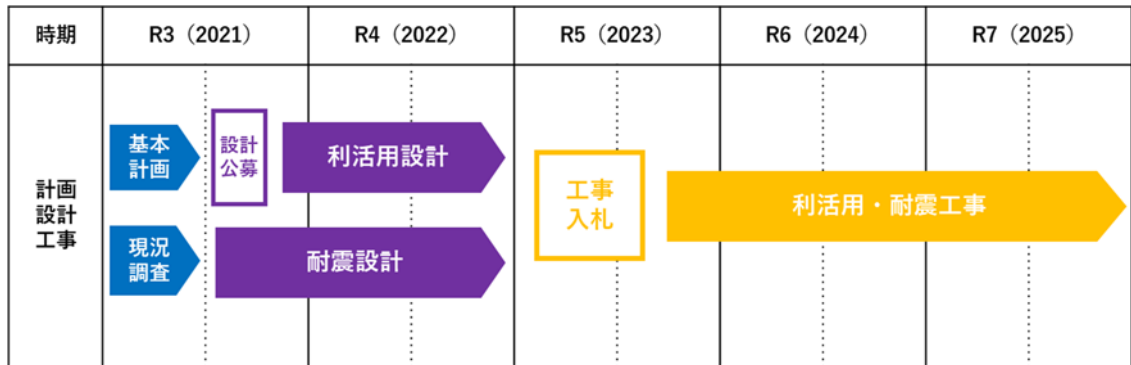 時期
R3（2021）
R4（2022）
R5（2023）
R6（2024）
R7（2025）
計画
設計
工事
基本
計画
設計
公募
利活用設計
現況
調査
耐震設計
工事
入札
利活用・耐震工事